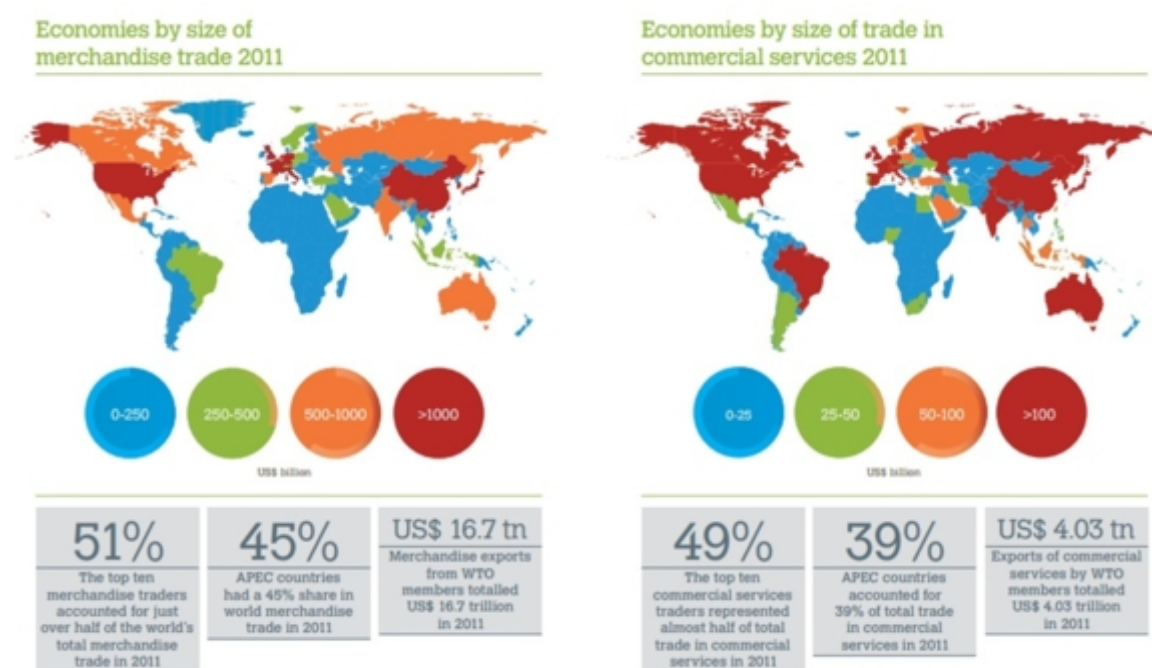 Economies by size of
merchandise trade 2011
0-250
250-500
500-1000
>1000
US$ billion
51%
The top ten
merchandise traders
accounted for just
over half of the world's
total merchandise
trade in 2011
45%
APEC countries
had a 45% share in
world merchandise
trade in 2011
US$ 16.7 tn
Merchandise exports
from WTO
members totalled
US$ 16.7 trillion
in 2011
Economies by size of trade in
commercial services 2011
0-25
25-50
50-100
>100
US$ billion
49%
The top ten
commercial services
traders represented
almost half of total
trade in commercial
services in 2011
39%
APEC countries
accounted for
39% of total trade
in commercial
services in 2011
US$ 4.03 tn
Exports of commercial
services by WTO
members totalled
US$ 4.03 trillion
in 2011